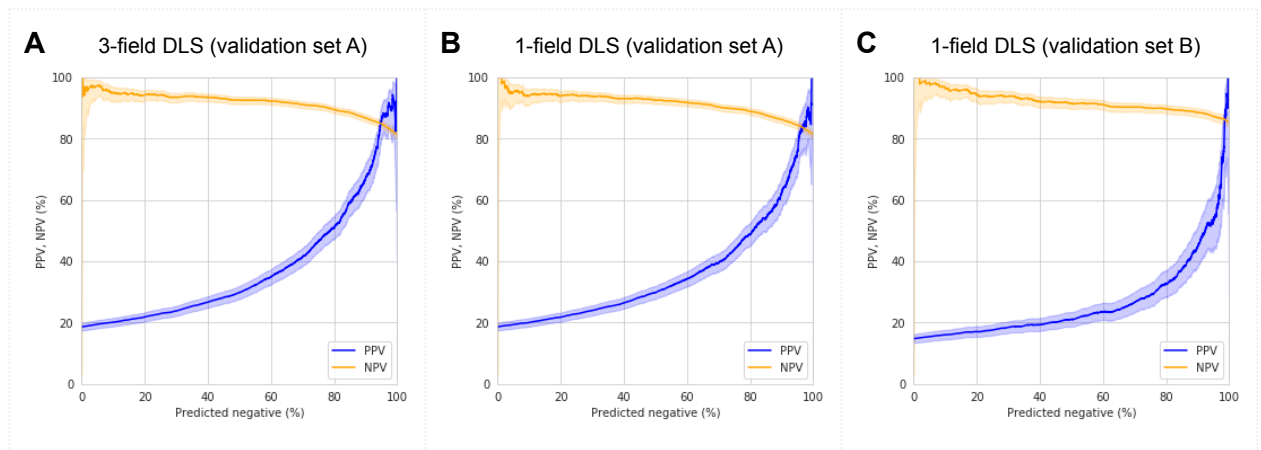 A 3-field DLS (validation set A)
100
80
60
40
20
0
PPV, NPV (%)
0 20 40 60 80 100
Predicted negative (%)
PPV
NPV
B 1-field DLS (validation set A)
100
80
60
40
20
0
PPV, NPV (%)
0 20 40 60 80 100
Predicted negative (%)
PPV
NPV
C 1-field DLS (validation set B)
100
80
60
40
20
0
PPV, NPV (%)
0 20 40 60 80 100
Predicted negative (%)
PPV
NPV